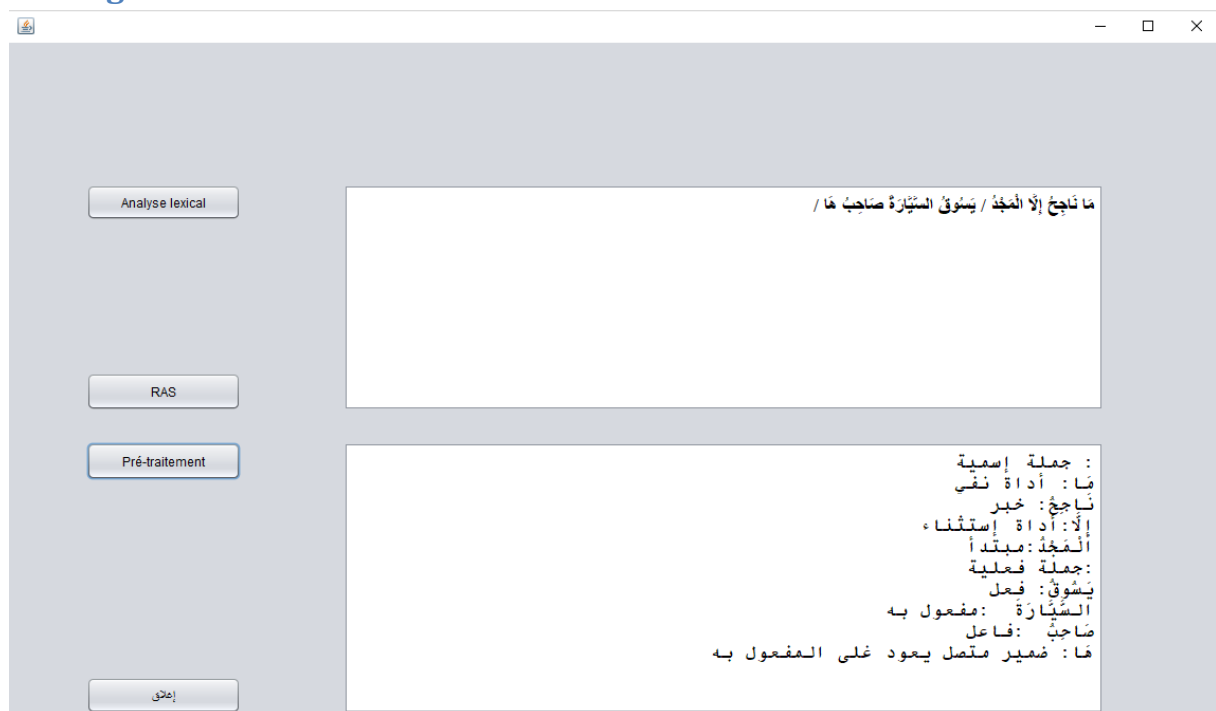 Analyse lexical
مَا نَاجِحُ إِلَّا الْمَجْدُ / يَسُوقُ السَّيَّارَةَ صَاحِبُ هَا /
RAS
Pré-traitement
: جملة إسمية
مَا: أداة نفي
نَاجِحُ: خبر
إِلَّا:أداة إستثناء
الْمَجْدُ:مبتدأ
:جملة فعلية
يَسُوقُ: فعل
السَّيَّارَةَ :مفعول به
صَاحِبُ :فاعل
هَا: ضمير متصل يعود غلى المفعول به
إغلاق